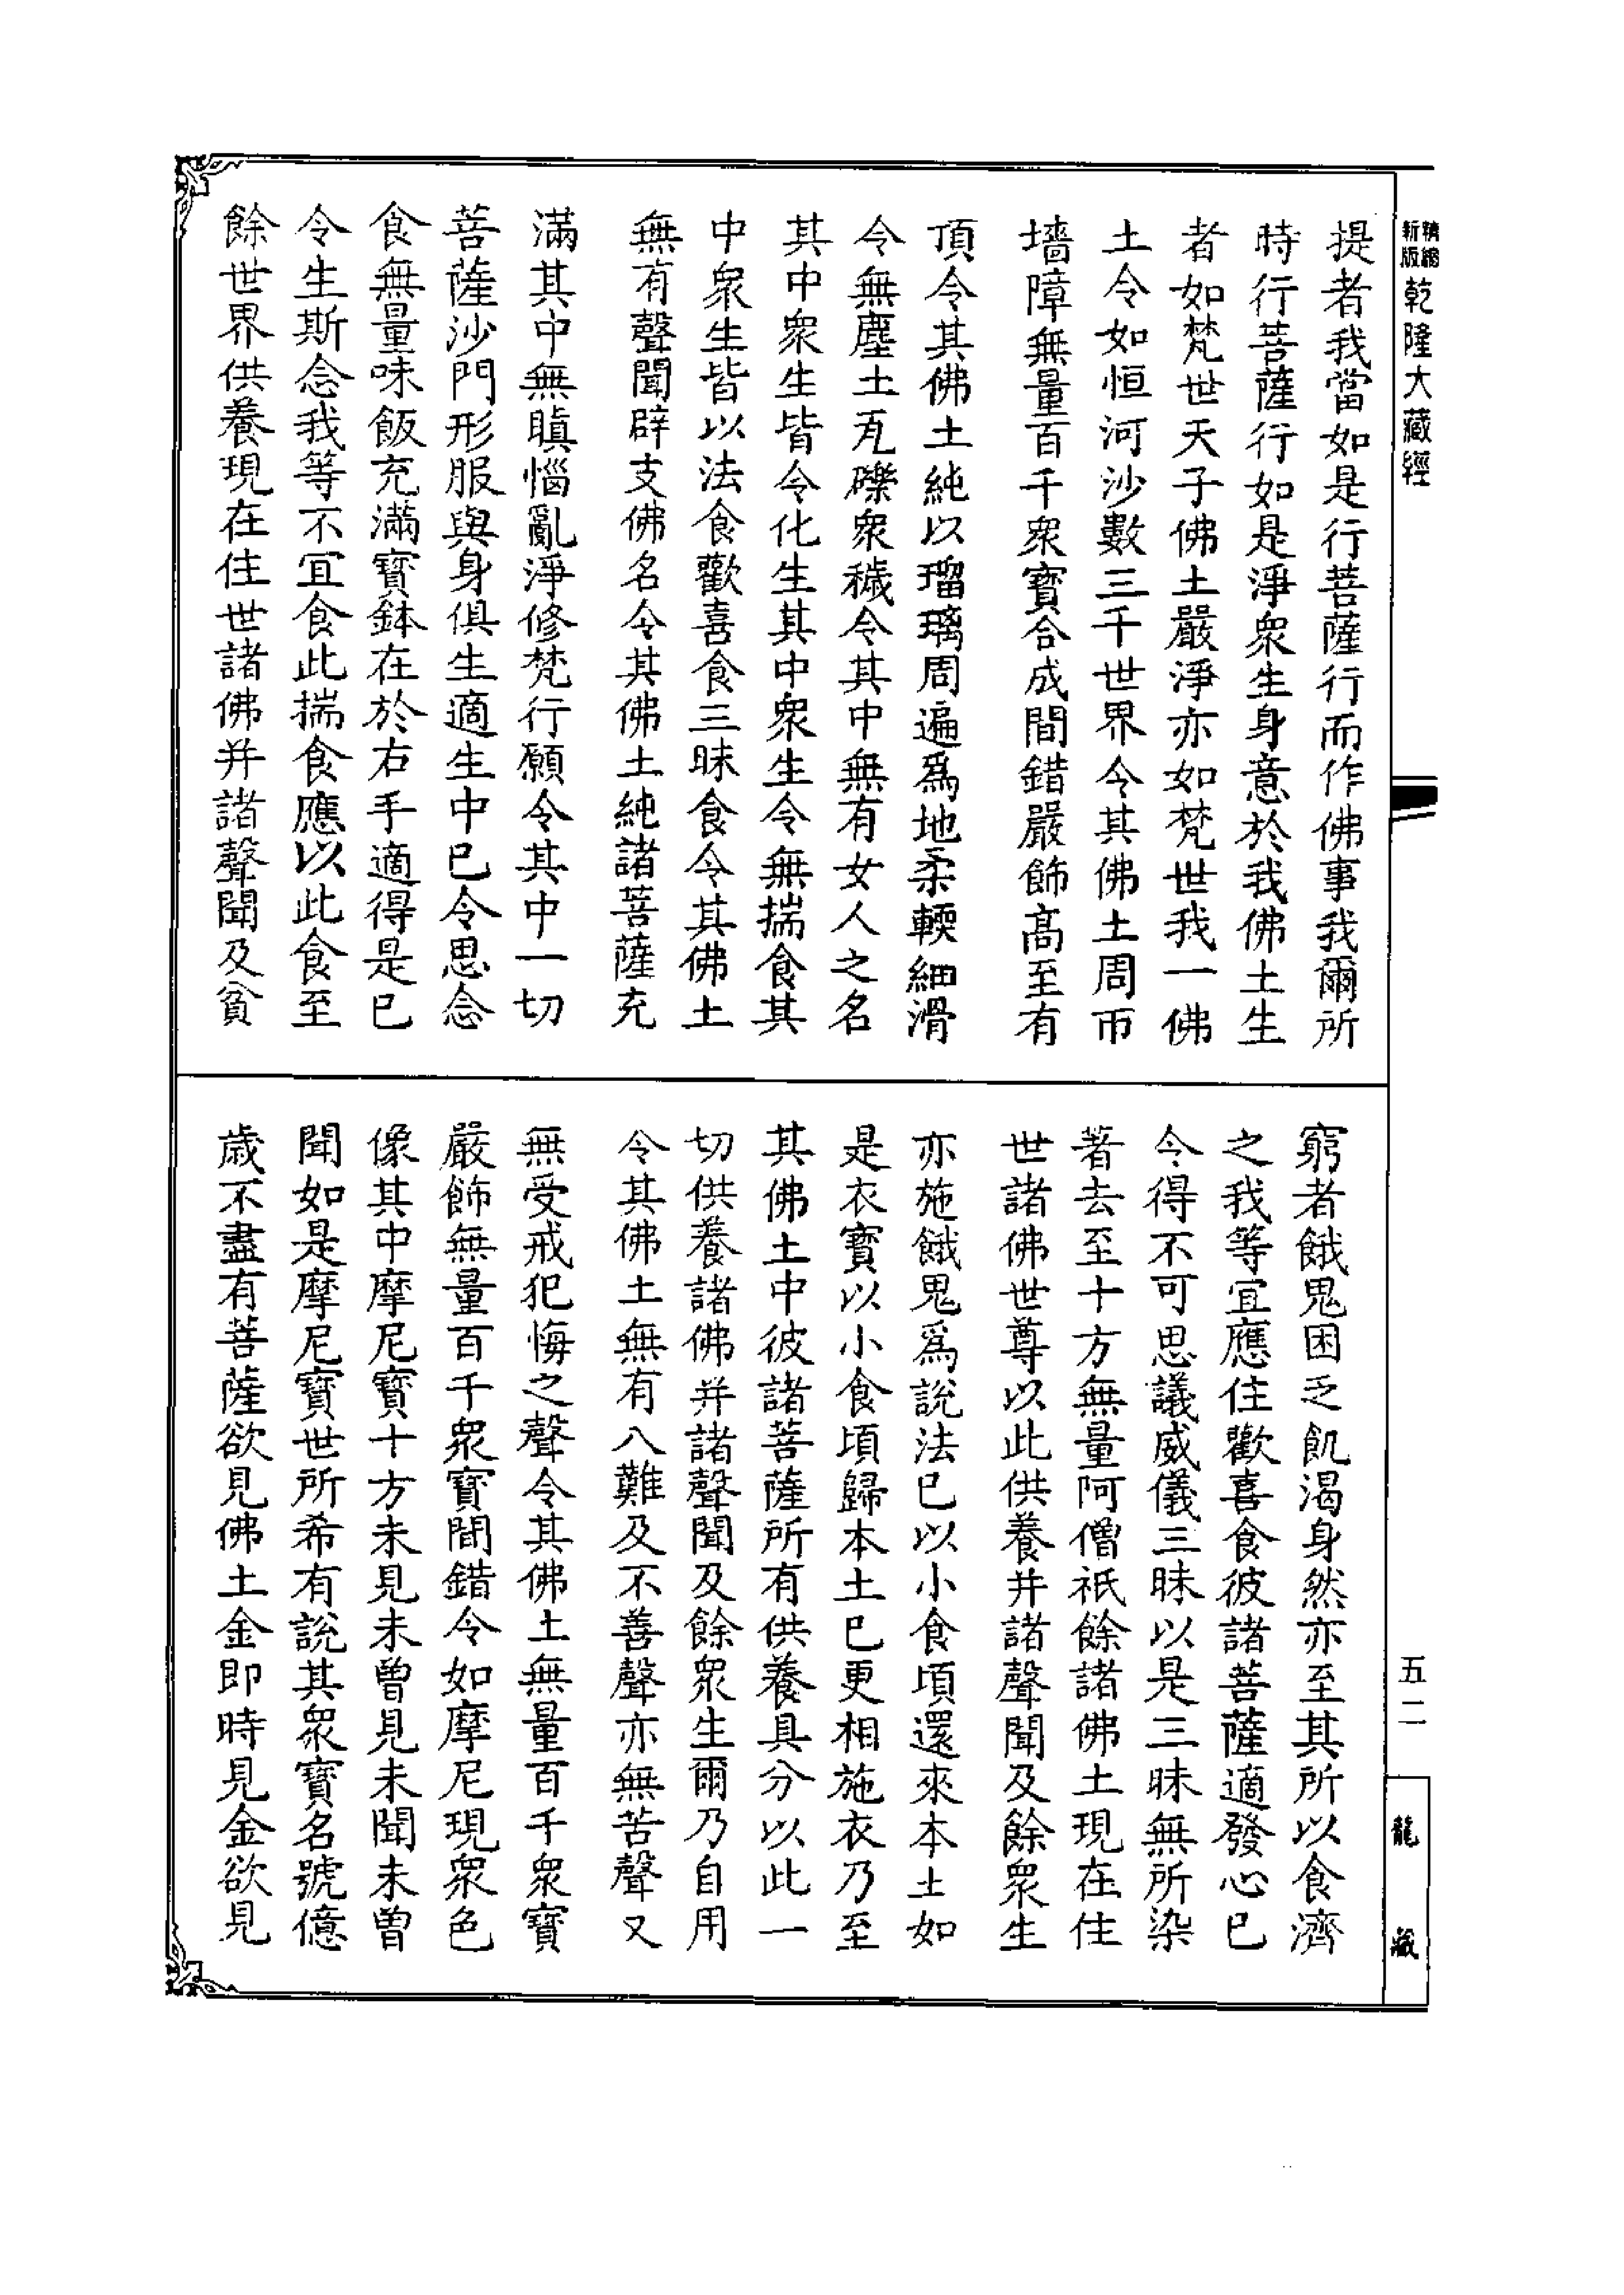 精縮新版乾隆大藏經
提者我當如是行菩薩行而作佛事我爾所
時行菩薩行如是淨衆生身意於我佛土生
者如梵世天子佛土嚴淨亦如梵世我一佛
土令如恒河沙數三千世界令其佛土周帀
墻障無量百千衆寶合成間錯嚴飾高至有
頂令其佛土純以瑠璃周遍爲地柔輭細滑
令無塵土瓦礫衆穢令其中無有女人之名
其中衆生皆令化生其中衆生令無揣食其
中衆生皆以法食歡喜食三昧食令其佛土
無有聲聞辟支佛名令其佛土純諸菩薩充
滿其中無瞋惱亂淨修梵行願令其中一切
菩薩沙門形服與身俱生適生中已令思念
食無量味飯充滿寶鉢在於右手適得是已
令生斯念我等不宜食此揣食應以此食至
餘世界供養現在住世諸佛并諸聲聞及貧
窮者餓鬼困乏飢渴身然亦至其所以食濟
之我等宜應住歡喜食彼諸菩薩適發心已
令得不可思議威儀三昧以是三昧無所染
著去至十方無量阿僧祇餘諸佛土現在住
世諸佛世尊以此供養并諸聲聞及餘衆生
亦施餓鬼爲說法已以小食頃還來本土如
是衣寶以小食頃歸本土已更相施衣乃至
其佛土中彼諸菩薩所有供養具分以此一
切供養諸佛并諸聲聞及餘衆生爾乃自用
令其佛土無有八難及不善聲亦無苦聲又
無受戒犯悔之聲令其佛土無量百千衆寶
嚴飾無量百千衆寶間錯令如摩尼現衆色
像其中摩尼寶十方未見未曾見未聞未曾
聞如是摩尼寶世所希有說其衆寶名號億
歲不盡有菩薩欲見佛土金即時見金欲見
五二
龍藏